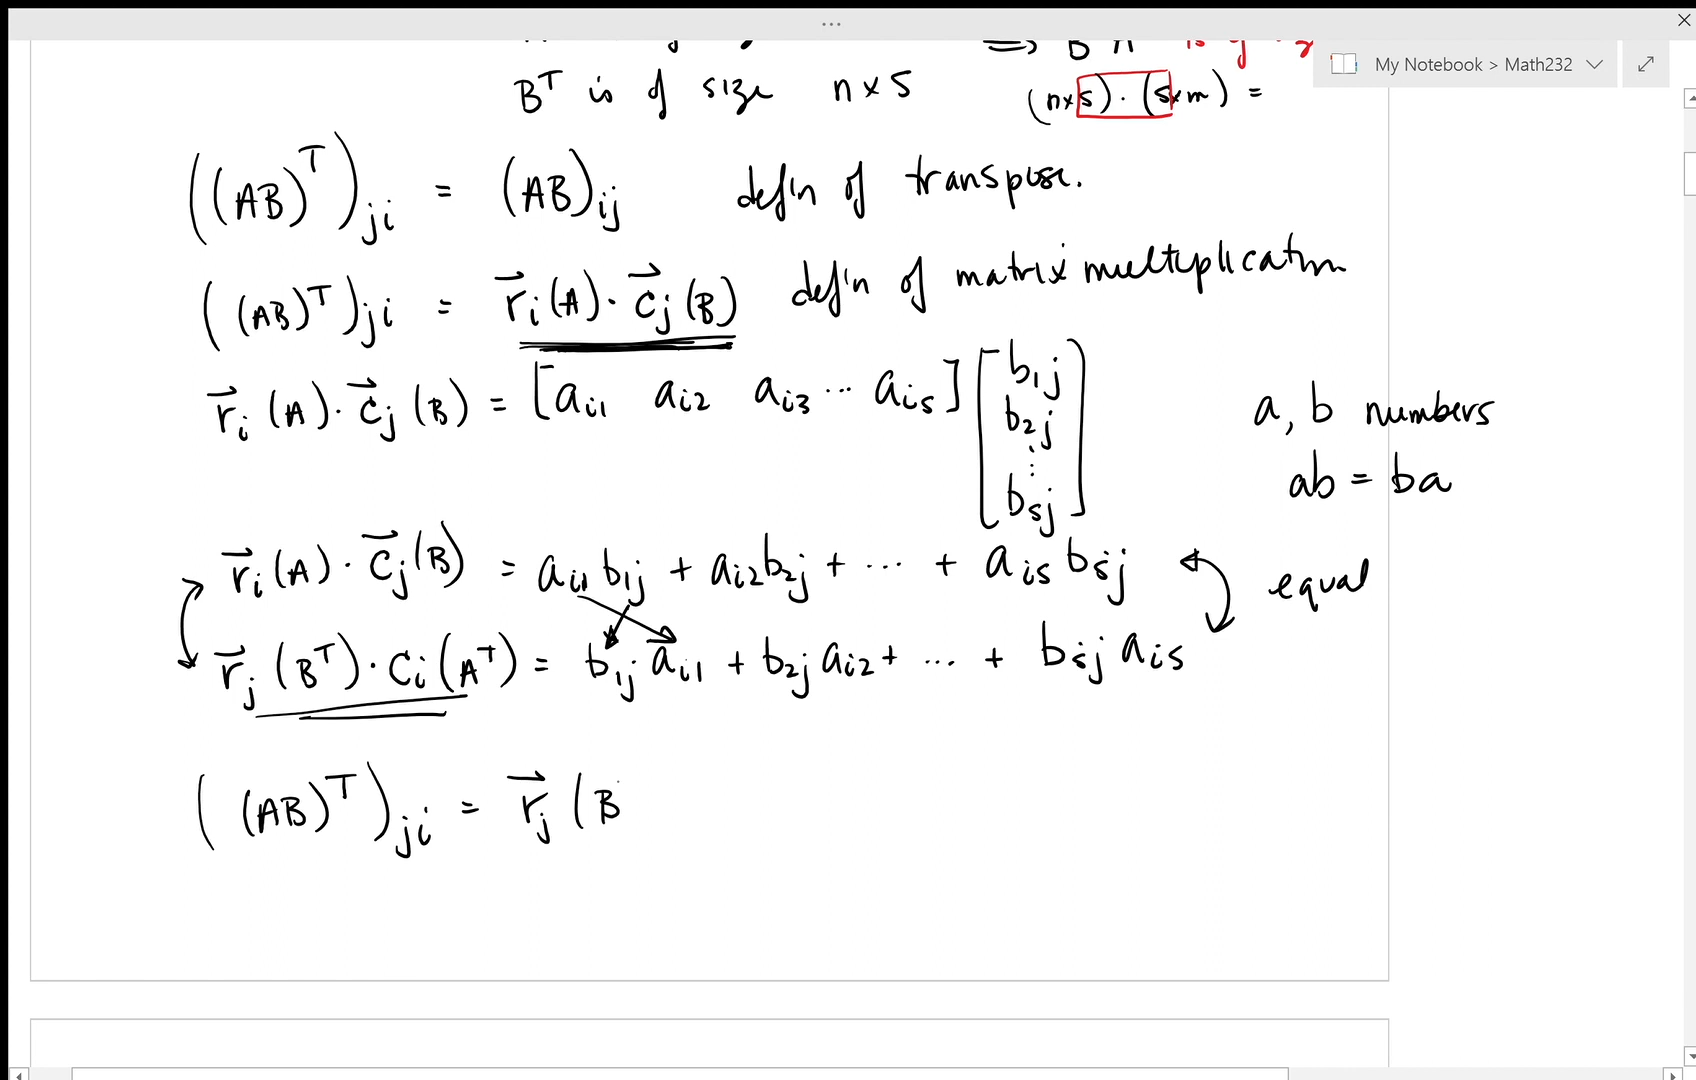 My Notebook > Math232
Bᵀ is of size n×s (n×s)·(s×m) =
((AB)ᵀ)ji = (AB)ij def'n of transpose.
((AB)ᵀ)ji = r⃗i(A)·c⃗j(B) def'n of matrix multiplication
r⃗i(A)·c⃗j(B) = [ai1 ai2 ai3 ··· ais] [b1j b2j ⋮ bsj]
a, b numbers
ab = ba
r⃗i(A)·c⃗j(B) = ai1b1j + ai2b2j + ··· + aisbsj
equal
r⃗j(Bᵀ)·ci(Aᵀ) = b1jai1 + b2jai2 + ··· + bsjais
((AB)ᵀ)ji = r⃗j(B